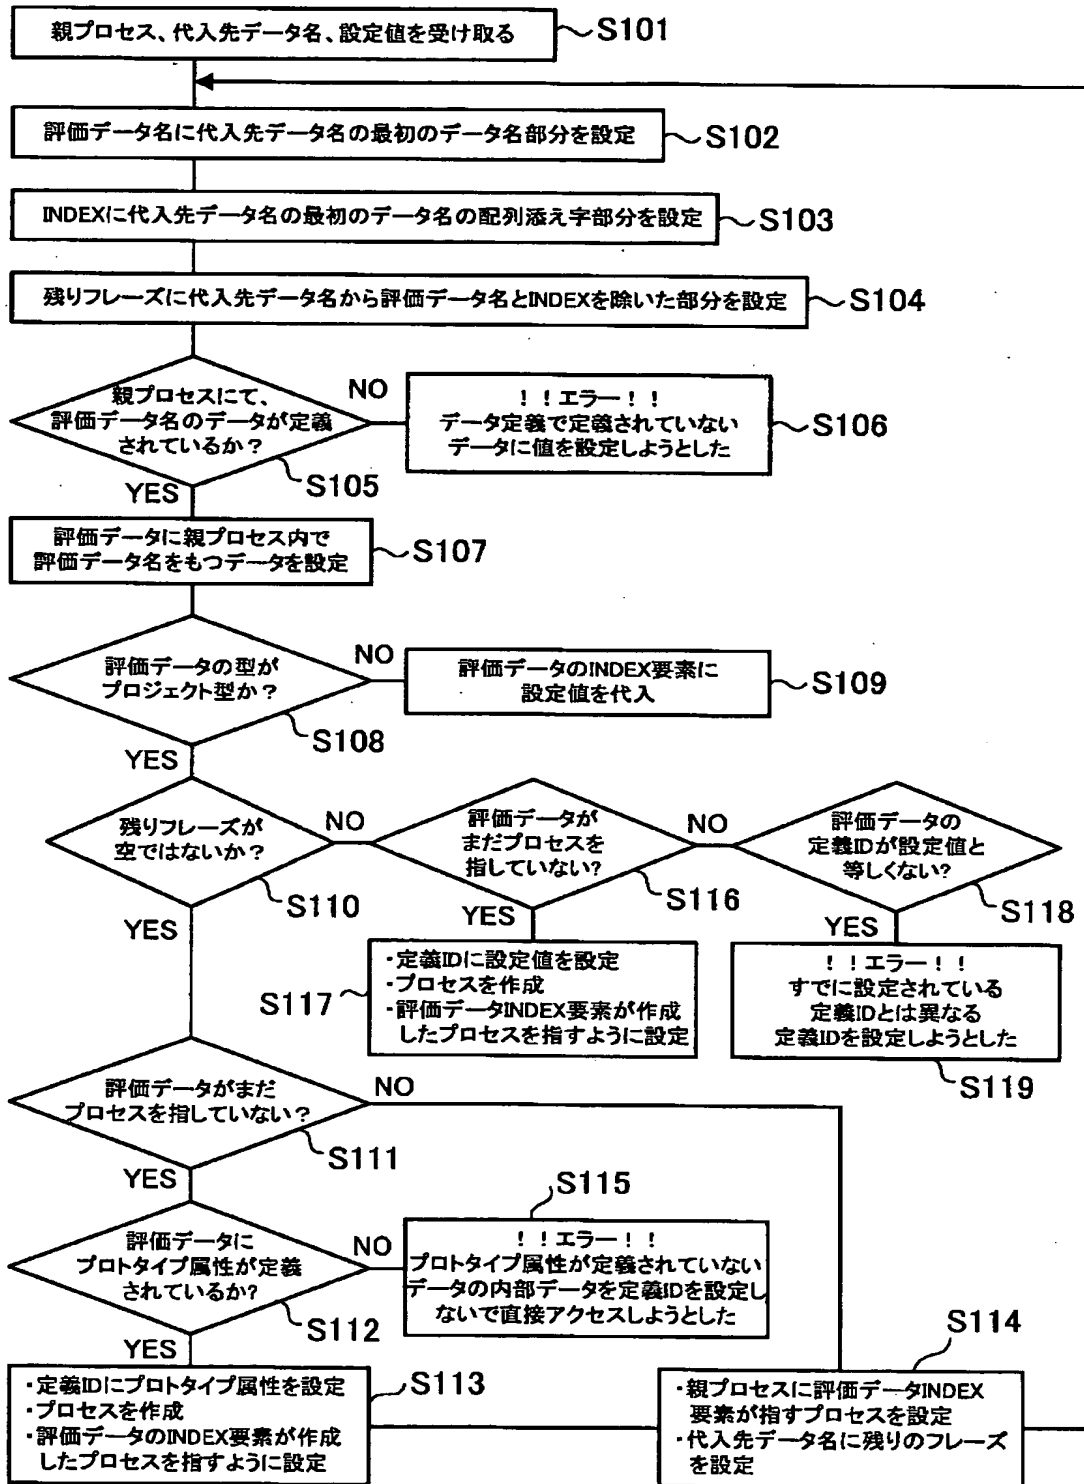 親プロセス、代入先データ名、設定値を受け取る
S101
評価データ名に代入先データ名の最初のデータ名部分を設定
S102
INDEXに代入先データ名の最初のデータ名の配列添え字部分を設定
S103
残りフレーズに代入先データ名から評価データ名とINDEXを除いた部分を設定
S104
親プロセスにて、
評価データ名のデータが定義
されているか?
S105
NO
！！エラー！！
データ定義で定義されていない
データに値を設定しようとした
S106
YES
評価データに親プロセス内で
評価データ名をもつデータを設定
S107
評価データの型が
プロジェクト型か?
S108
NO
評価データのINDEX要素に
設定値を代入
S109
YES
残りフレーズが
空ではないか?
S110
NO
評価データが
まだプロセスを
指していない?
S116
NO
評価データの
定義IDが設定値と
等しくない?
S118
YES
・定義IDに設定値を設定
・プロセスを作成
・評価データINDEX要素が作成
したプロセスを指すように設定
S117
YES
！！エラー！！
すでに設定されている
定義IDとは異なる
定義IDを設定しようとした
S119
YES
評価データがまだ
プロセスを指していない?
S111
NO
YES
評価データに
プロトタイプ属性が定義
されているか?
S112
NO
S115
！！エラー！！
プロトタイプ属性が定義されていない
データの内部データを定義IDを設定し
ないで直接アクセスしようとした
YES
・定義IDにプロトタイプ属性を設定
・プロセスを作成
・評価データのINDEX要素が作成
したプロセスを指すように設定
S113
S114
・親プロセスに評価データINDEX
要素が指すプロセスを設定
・代入先データ名に残りのフレーズ
を設定